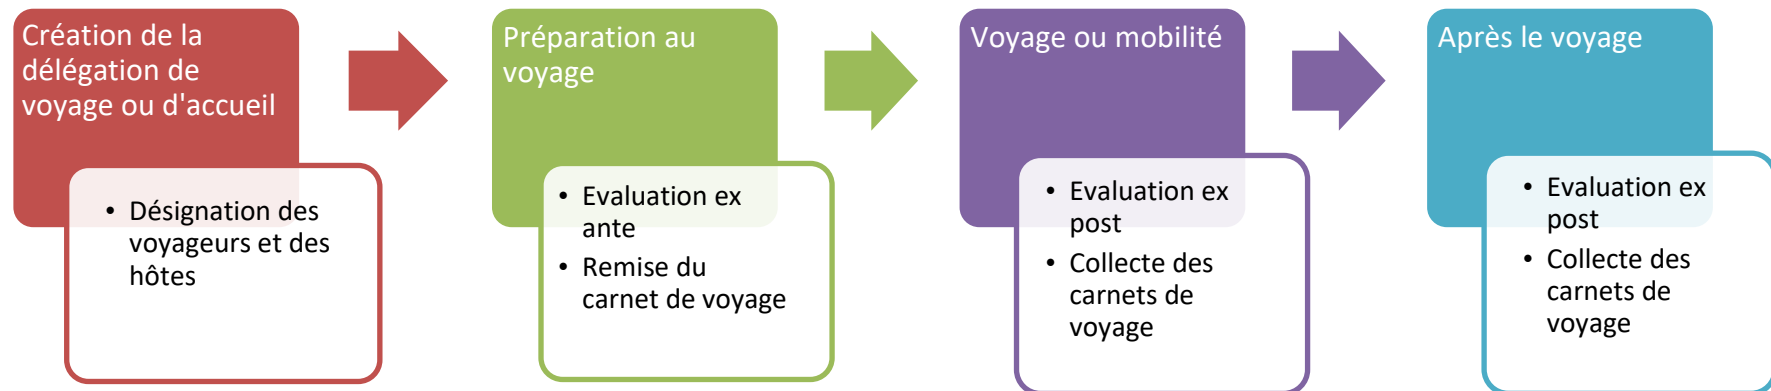 Création de la
délégation de
voyage ou d'accueil
• Désignation des
voyageurs et des
hôtes
Préparation au
voyage
• Evaluation ex
ante
• Remise du
carnet de voyage
Voyage ou mobilité
• Evaluation ex
post
• Collecte des
carnets de
voyage
Après le voyage
• Evaluation ex
post
• Collecte des
carnets de
voyage